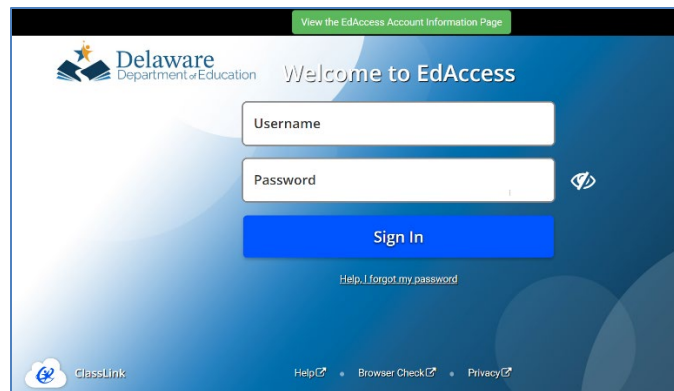 View the EdAccess Account Information Page
Delaware
Department of Education
Welcome to EdAccess
Username
Password
Sign In
Help, I forgot my password
ClassLink
Help
Browser Check
Privacy